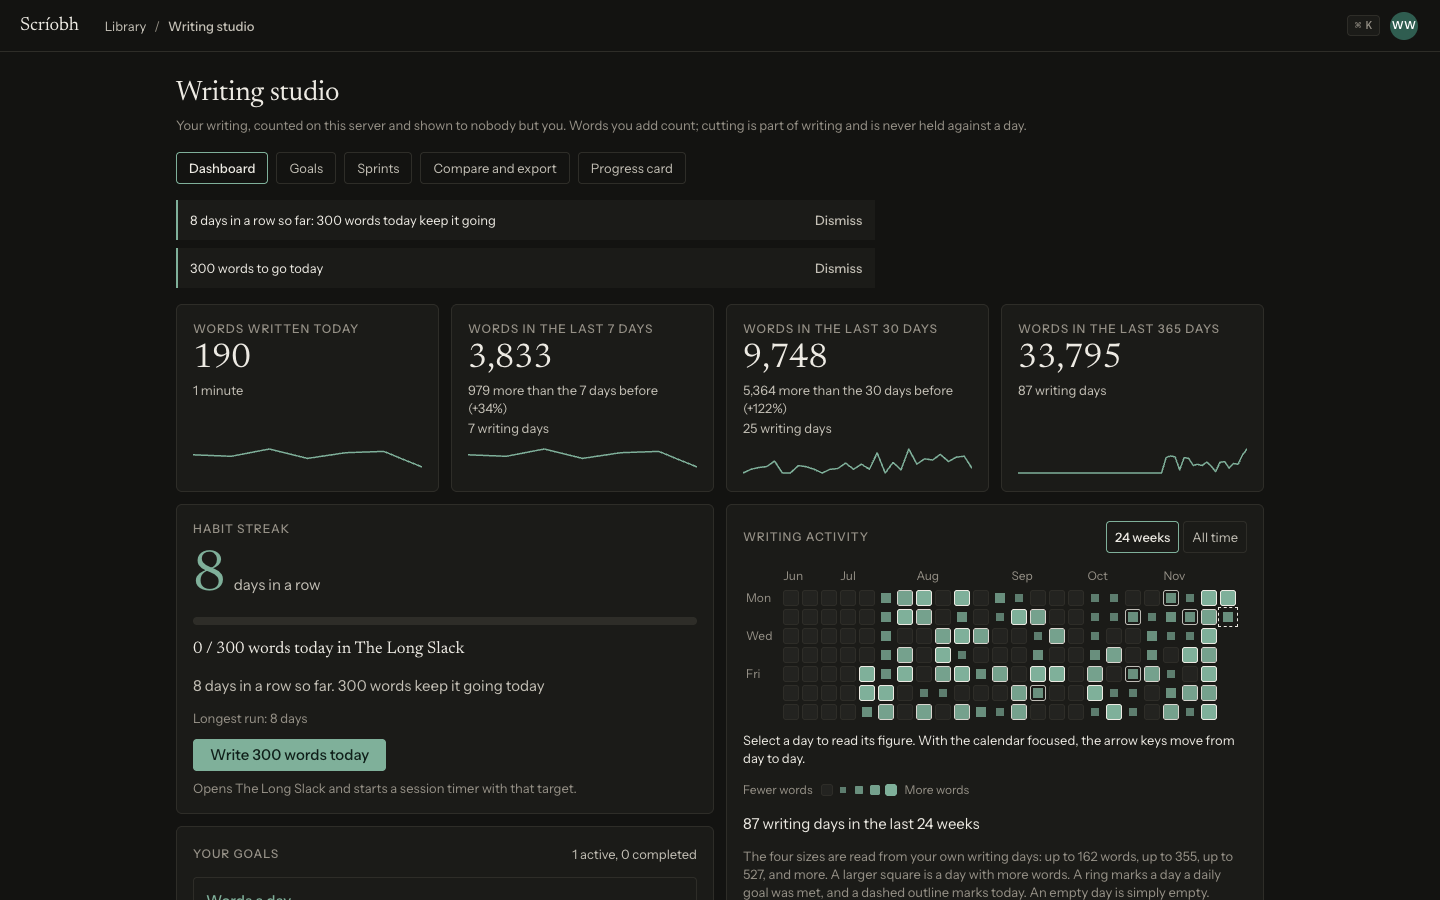 Scríobh
Library / Writing studio
⌘ K
WW
Writing studio
Your writing, counted on this server and shown to nobody but you. Words you add count; cutting is part of writing and is never held against a day.
Dashboard
Goals
Sprints
Compare and export
Progress card
8 days in a row so far: 300 words today keep it going
Dismiss
300 words to go today
Dismiss
WORDS WRITTEN TODAY
190
1 minute
WORDS IN THE LAST 7 DAYS
3,833
979 more than the 7 days before
(+34%)
7 writing days
WORDS IN THE LAST 30 DAYS
9,748
5,364 more than the 30 days before
(+122%)
25 writing days
WORDS IN THE LAST 365 DAYS
33,795
87 writing days
HABIT STREAK
8 days in a row
0 / 300 words today in The Long Slack
8 days in a row so far. 300 words keep it going today
Longest run: 8 days
Write 300 words today
Opens The Long Slack and starts a session timer with that target.
YOUR GOALS
1 active, 0 completed
Words a day
WRITING ACTIVITY
24 weeks
All time
Jun Jul Aug Sep Oct Nov
Mon
Wed
Fri
Select a day to read its figure. With the calendar focused, the arrow keys move from
day to day.
Fewer words
More words
87 writing days in the last 24 weeks
The four sizes are read from your own writing days: up to 162 words, up to 355, up to
527, and more. A larger square is a day with more words. A ring marks a day a daily
goal was met, and a dashed outline marks today. An empty day is simply empty.